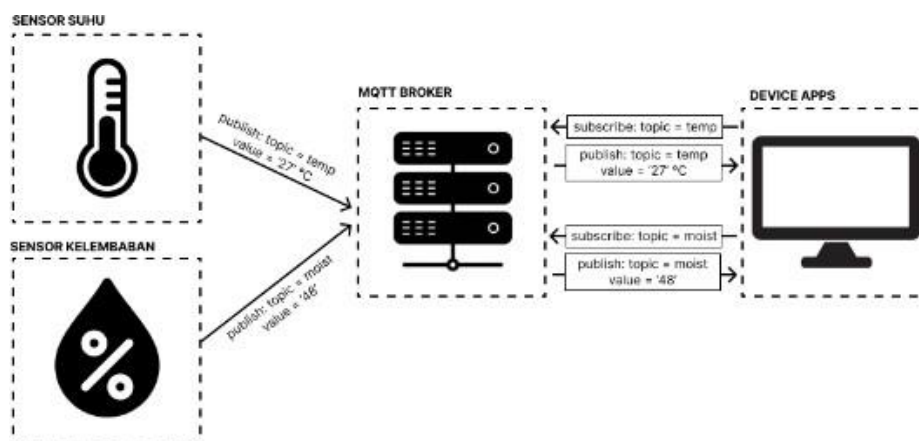 SENSOR SUHU
publish: topic = temp
value = '27' °C
SENSOR KELEMBABAN
publish: topic = moist
value = '48'
MQTT BROKER
subscribe: topic = temp
publish: topic = temp
value = '27' °C
subscribe: topic = moist
publish: topic = moist
value = '48'
DEVICE APPS
%